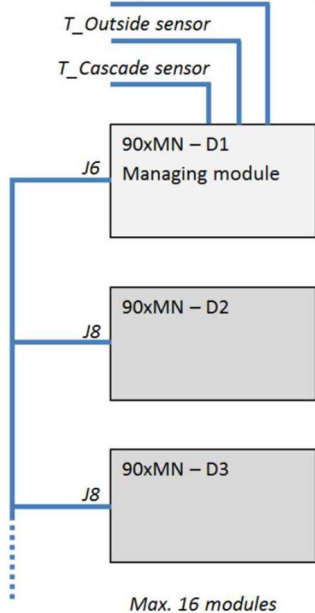 T_Outside sensor
T_Cascade sensor
90xMN – D1
J6
Managing module
90xMN – D2
J8
90xMN – D3
J8
Max. 16 modules